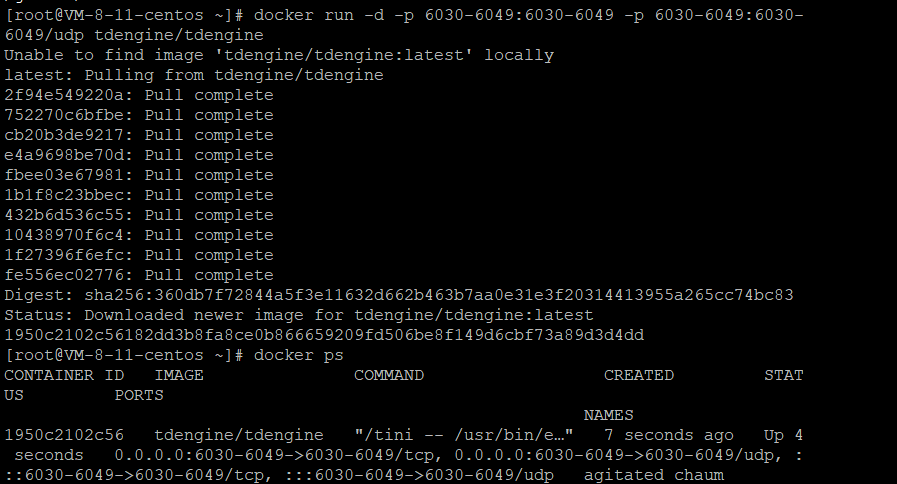 [root@VM-8-11-centos ~]# docker run -d -p 6030-6049:6030-6049 -p 6030-6049:6030-
6049/udp tdengine/tdengine
Unable to find image 'tdengine/tdengine:latest' locally
latest: Pulling from tdengine/tdengine
2f94e549220a: Pull complete
752270c6bfbe: Pull complete
cb20b3de9217: Pull complete
e4a9698be70d: Pull complete
fbee03e67981: Pull complete
1b1f8c23bbec: Pull complete
432b6d536c55: Pull complete
10438970f6c4: Pull complete
1f27396f6efc: Pull complete
fe556ec02776: Pull complete
Digest: sha256:360db7f72844a5f3e11632d662b463b7aa0e31e3f20314413955a265cc74bc83
Status: Downloaded newer image for tdengine/tdengine:latest
1950c2102c56182dd3b8fa8ce0b866659209fd506be8f149d6cbf73a89d3d4dd
[root@VM-8-11-centos ~]# docker ps
CONTAINER ID   IMAGE               COMMAND                  CREATED         STAT
US         PORTS
NAMES
1950c2102c56   tdengine/tdengine   "/tini -- /usr/bin/e…"   7 seconds ago   Up 4
 seconds   0.0.0.0:6030-6049->6030-6049/tcp, 0.0.0.0:6030-6049->6030-6049/udp, :
::6030-6049->6030-6049/tcp, :::6030-6049->6030-6049/udp   agitated chaum